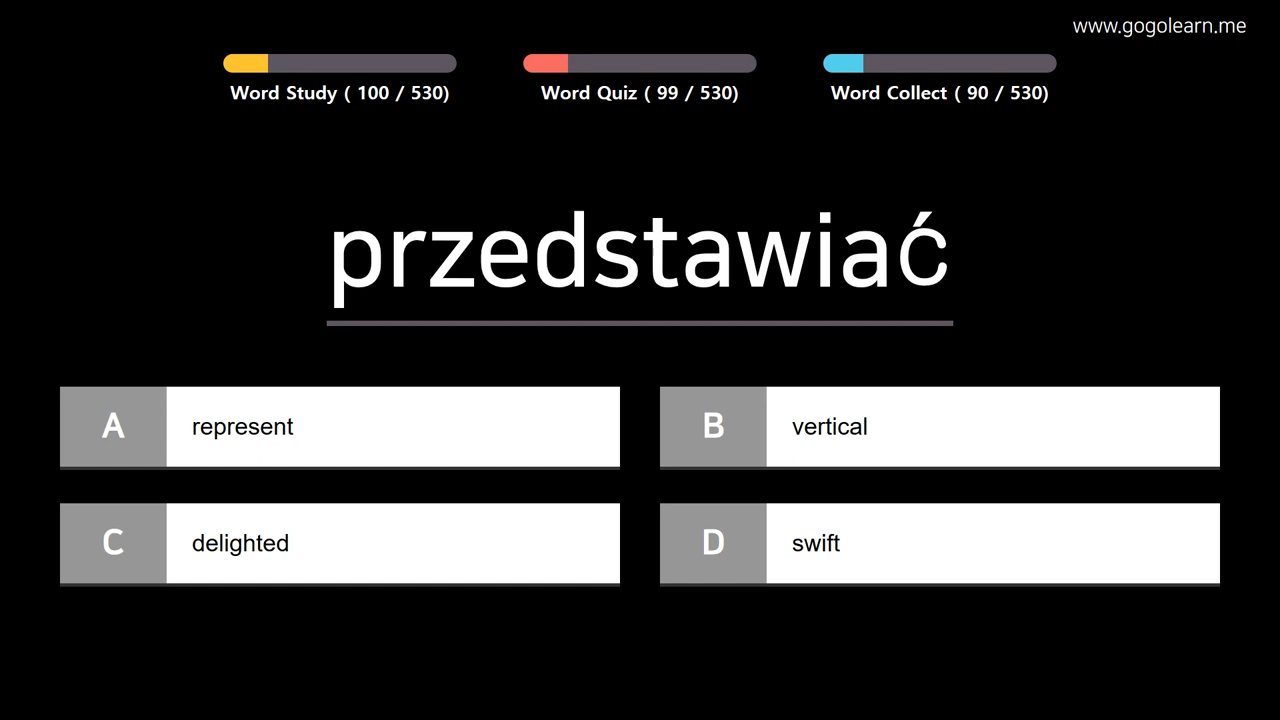 www.gogolearn.me
Word Study ( 100 / 530)
Word Quiz ( 99 / 530)
Word Collect ( 90 / 530)
przedstawiać
A represent
B vertical
C delighted
D swift